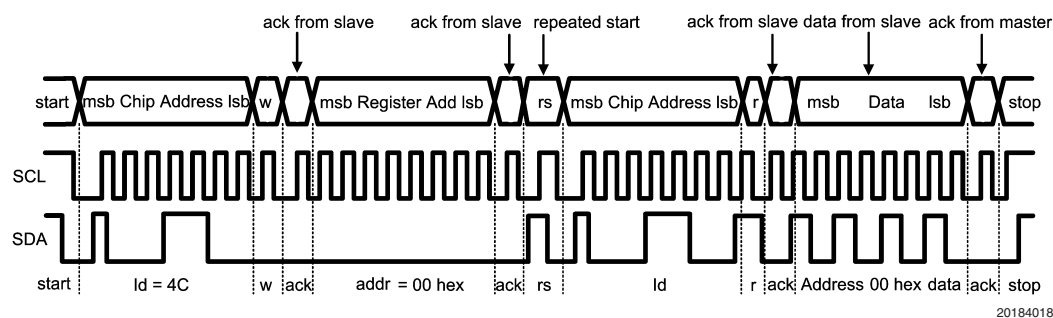 ack from slave
ack from slave
repeated start
ack from slave
data from slave
ack from master
start
msb Chip Address lsb
w
msb Register Add lsb
rs
msb Chip Address lsb
r
msb Data lsb
stop
SCL
SDA
start
Id = 4C
w
ack
addr = 00 hex
ack
rs
Id
r
ack
Address 00 hex data
ack
stop
20184018